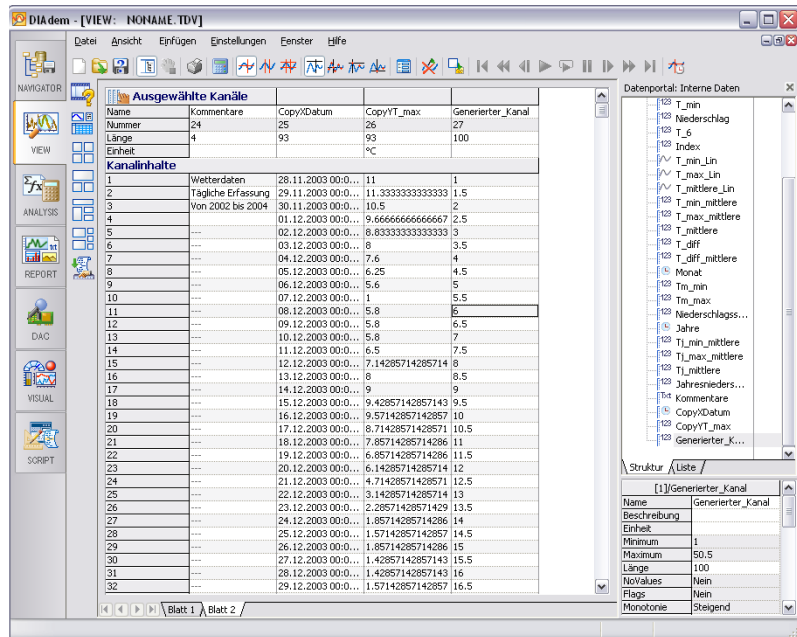 DIAdem - [VIEW: NONAME.TDV]
Datei Ansicht Einfügen Einstellungen Fenster Hilfe
NAVIGATOR
VIEW
ANALYSIS
REPORT
DAC
VISUAL
SCRIPT
Ausgewählte Kanäle
Name Kommentare CopyXDatum CopyYT_max Generierter_Kanal
Nummer 24 25 26 27
Länge 4 93 93 100
Einheit °C
Kanalinhalte
1 Wetterdaten 28.11.2003 00:0... 11 1
2 Tägliche Erfassung 29.11.2003 00:0... 11.3333333333333 1.5
3 Von 2002 bis 2004 30.11.2003 00:0... 10.5 2
4 01.12.2003 00:0... 9.66666666666667 2.5
5 --- 02.12.2003 00:0... 8.83333333333333 3
6 --- 03.12.2003 00:0... 8 3.5
7 --- 04.12.2003 00:0... 7.6 4
8 --- 05.12.2003 00:0... 6.25 4.5
9 --- 06.12.2003 00:0... 5.6 5
10 --- 07.12.2003 00:0... 1 5.5
11 --- 08.12.2003 00:0... 5.8 6
12 --- 09.12.2003 00:0... 5.8 6.5
13 --- 10.12.2003 00:0... 5.8 7
14 --- 11.12.2003 00:0... 6.5 7.5
15 --- 12.12.2003 00:0... 7.14285714285714 8
16 --- 13.12.2003 00:0... 8 8.5
17 --- 14.12.2003 00:0... 9 9
18 --- 15.12.2003 00:0... 9.42857142857143 9.5
19 --- 16.12.2003 00:0... 9.57142857142857 10
20 --- 17.12.2003 00:0... 8.71428571428571 10.5
21 --- 18.12.2003 00:0... 7.85714285714286 11
22 --- 19.12.2003 00:0... 6.85714285714286 11.5
23 --- 20.12.2003 00:0... 6.14285714285714 12
24 --- 21.12.2003 00:0... 4.71428571428571 12.5
25 --- 22.12.2003 00:0... 3.14285714285714 13
26 --- 23.12.2003 00:0... 2.28571428571429 13.5
27 --- 24.12.2003 00:0... 1.85714285714286 14
28 --- 25.12.2003 00:0... 1.57142857142857 14.5
29 --- 26.12.2003 00:0... 1.85714285714286 15
30 --- 27.12.2003 00:0... 1.42857142857143 15.5
31 --- 28.12.2003 00:0... 1.42857142857143 16
32 --- 29.12.2003 00:0... 1.57142857142857 16.5
Blatt 1 Blatt 2
Datenportal: Interne Daten
T_min
Niederschlag
T_6
Index
T_min_Lin
T_max_Lin
T_mittlere_Lin
T_min_mittlere
T_max_mittlere
T_mittlere
T_diff
T_diff_mittlere
Monat
Tm_min
Tm_max
Niederschlagss...
Jahre
Tj_min_mittlere
Tj_max_mittlere
Tj_mittlere
Jahresnieders...
Kommentare
CopyXDatum
CopyYT_max
Generierter_K...
Struktur Liste
[1]/Generierter_Kanal
Name Generierter_Kanal
Beschreibung
Einheit
Minimum 1
Maximum 50.5
Länge 100
NoValues Nein
Flags Nein
Monotonie Steigend